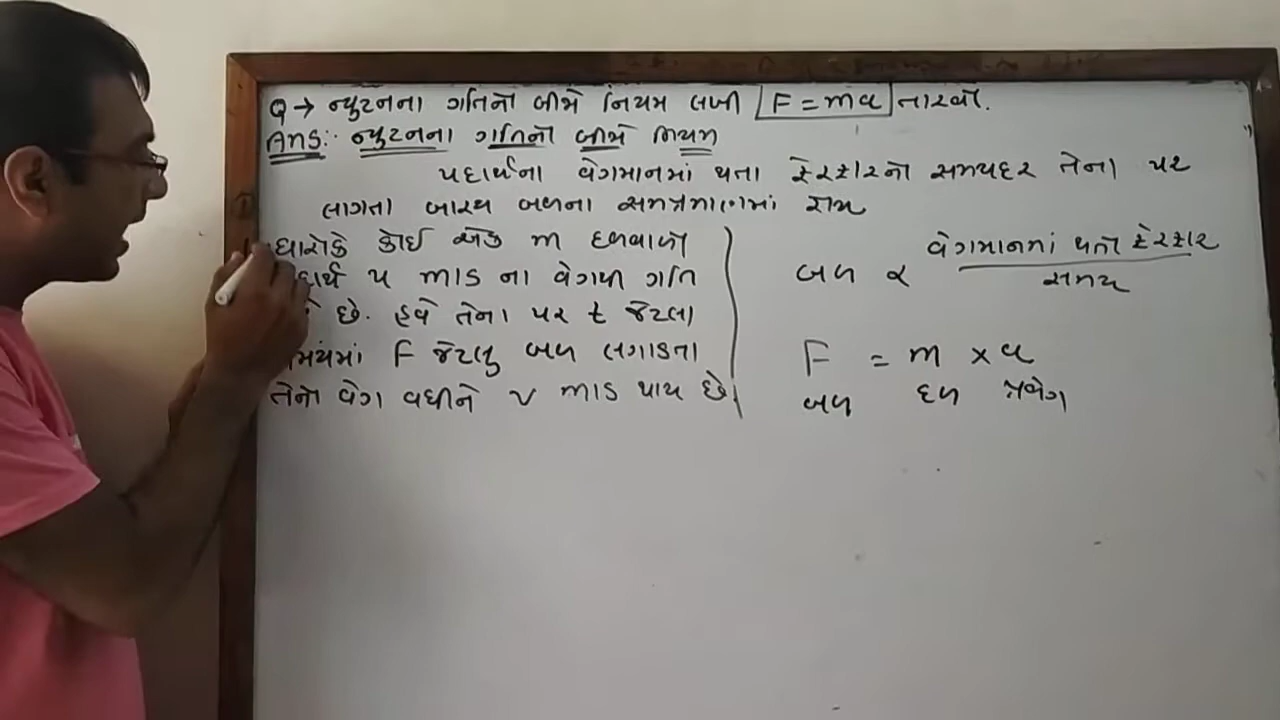 Q → ન્યુટનના ગતિનો બીજો નિયમ લખી F = ma તારવો.
Ans:- ન્યુટનના ગતિનો બીજો નિયમ
પદાર્થના વેગમાનમાં થતા ફેરફારનો સમયદર તેના પર
લાગતા બાહ્ય બળના સમપ્રમાણમાં
ધારોકે કોઈ એક m દળવાળો
u m/s ના વેગથી ગતિ
છે. હવે તેના પર t જેટલા
F જેટલુ બળ લગાડતા
તેનો વેગ વધીને v m/s થાય છે.
બળ ∝ વેગમાનમાં થતો ફેરફાર
સમય
F = m × a
બળ દળ પ્રવેગ